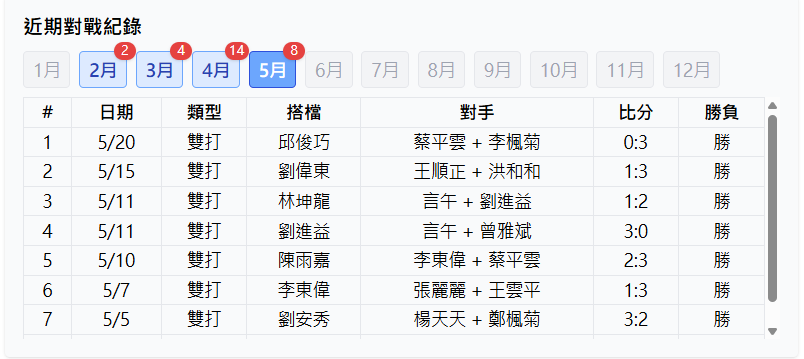 近期對戰紀錄
1月 2月 2 3月 4 4月 14 5月 8 6月 7月 8月 9月 10月 11月 12月
# 日期 類型 搭檔 對手 比分 勝負
1 5/20 雙打 邱俊巧 蔡平雲 + 李楓菊 0:3 勝
2 5/15 雙打 劉偉東 王順正 + 洪和和 1:3 勝
3 5/11 雙打 林坤龍 言午 + 劉進益 1:2 勝
4 5/11 雙打 劉進益 言午 + 曾雅斌 3:0 勝
5 5/10 雙打 陳雨嘉 李東偉 + 蔡平雲 2:3 勝
6 5/7 雙打 李東偉 張麗麗 + 王雲平 1:3 勝
7 5/5 雙打 劉安秀 楊天天 + 鄭楓菊 3:2 勝